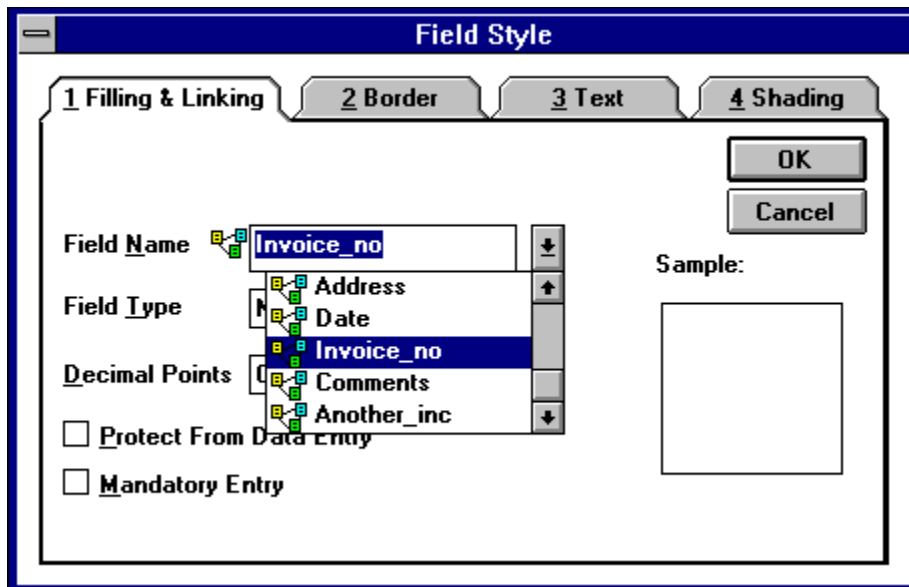 Field Style
1 Filling & Linking
2 Border
3 Text
4 Shading
OK
Cancel
Field Name
Invoice_no
Sample:
Address
Field Type
Date
Invoice_no
Decimal Points
Comments
Another_inc
Protect From Data Entry
Mandatory Entry